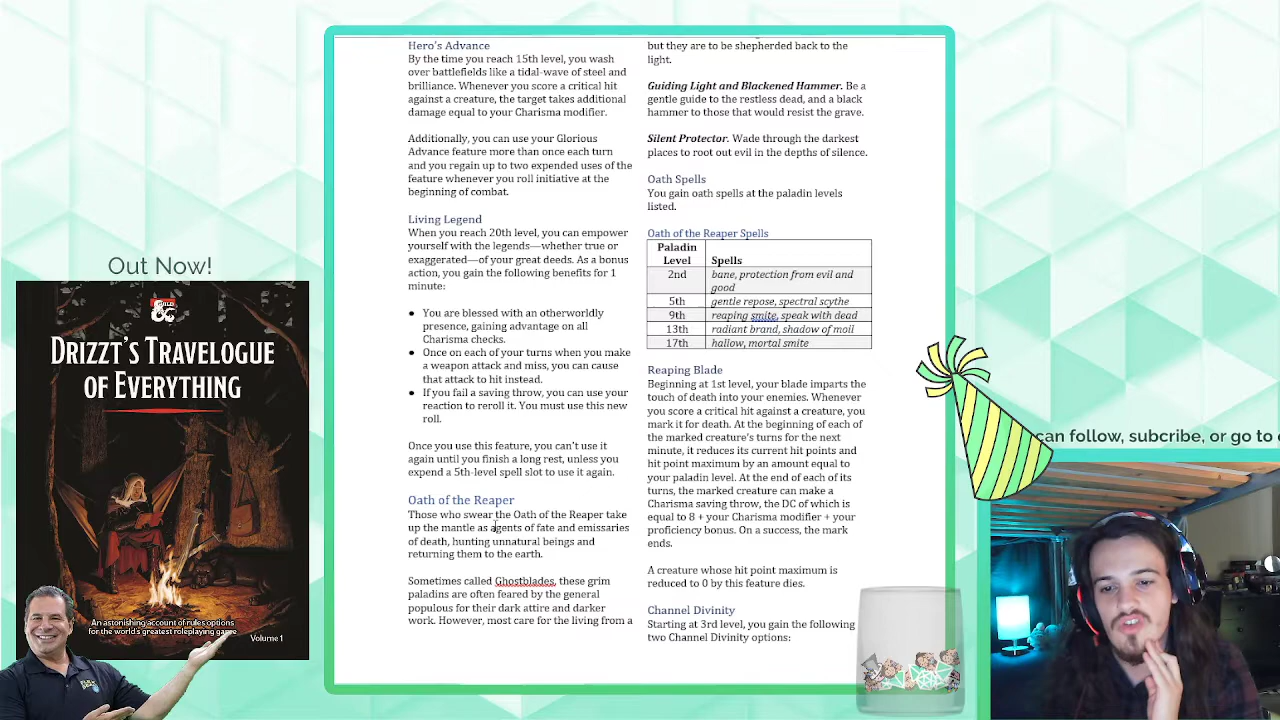 Out Now!
DRIZZT'S TRAVELOGUE
OF EVERYTHING
An astonishing account of rules options
for the world's greatest roleplaying game
Volume 1
Hero's Advance
By the time you reach 15th level, you wash
over battlefields like a tidal-wave of steel and
brilliance. Whenever you score a critical hit
against a creature, the target takes additional
damage equal to your Charisma modifier.
Additionally, you can use your Glorious
Advance feature more than once each turn
and you regain up to two expended uses of the
feature whenever you roll initiative at the
beginning of combat.
Living Legend
When you reach 20th level, you can empower
yourself with the legends—whether true or
exaggerated—of your great deeds. As a bonus
action, you gain the following benefits for 1
minute:
● You are blessed with an otherworldly
presence, gaining advantage on all
Charisma checks.
● Once on each of your turns when you make
a weapon attack and miss, you can cause
that attack to hit instead.
● If you fail a saving throw, you can use your
reaction to reroll it. You must use this new
roll.
Once you use this feature, you can't use it
again until you finish a long rest, unless you
expend a 5th-level spell slot to use it again.
Oath of the Reaper
Those who swear the Oath of the Reaper take
up the mantle as agents of fate and emissaries
of death, hunting unnatural beings and
returning them to the earth.
Sometimes called Ghostblades, these grim
paladins are often feared by the general
populous for their dark attire and darker
work. However, most care for the living from a
but they are to be shepherded back to the
light.
Guiding Light and Blackened Hammer. Be a
gentle guide to the restless dead, and a black
hammer to those that would resist the grave.
Silent Protector. Wade through the darkest
places to root out evil in the depths of silence.
Oath Spells
You gain oath spells at the paladin levels
listed.
Oath of the Reaper Spells
Paladin
Level Spells
2nd bane, protection from evil and
good
5th gentle repose, spectral scythe
9th reaping smite, speak with dead
13th radiant brand, shadow of moil
17th hallow, mortal smite
Reaping Blade
Beginning at 1st level, your blade imparts the
touch of death into your enemies. Whenever
you score a critical hit against a creature, you
mark it for death. At the beginning of each of
the marked creature's turns for the next
minute, it reduces its current hit points and
hit point maximum by an amount equal to
your paladin level. At the end of each of its
turns, the marked creature can make a
Charisma saving throw, the DC of which is
equal to 8 + your Charisma modifier + your
proficiency bonus. On a success, the mark
ends.
A creature whose hit point maximum is
reduced to 0 by this feature dies.
Channel Divinity
Starting at 3rd level, you gain the following
two Channel Divinity options:
can follow, subcribe, or go to